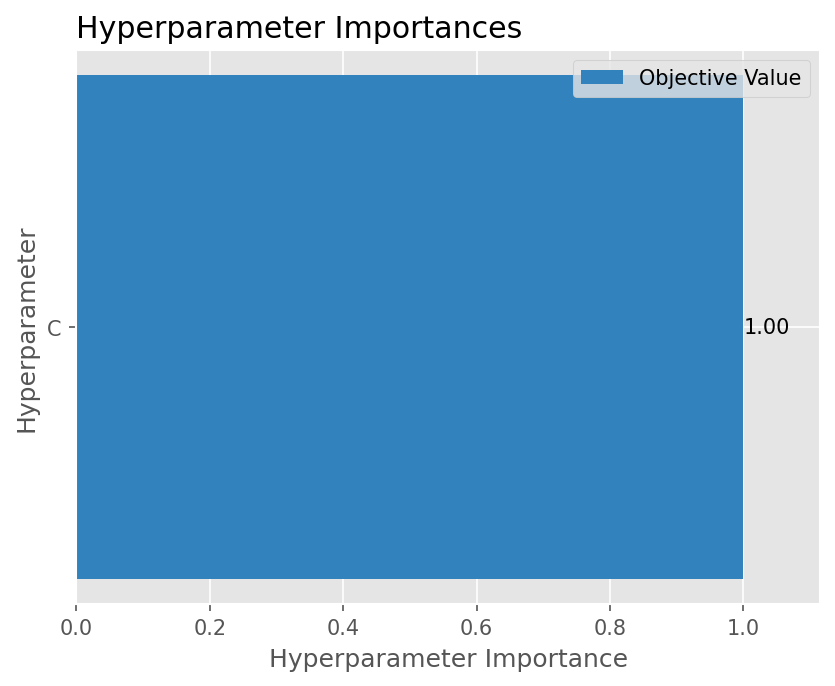 Hyperparameter Importances
Objective Value
Hyperparameter
C
1.00
0.0 0.2 0.4 0.6 0.8 1.0
Hyperparameter Importance